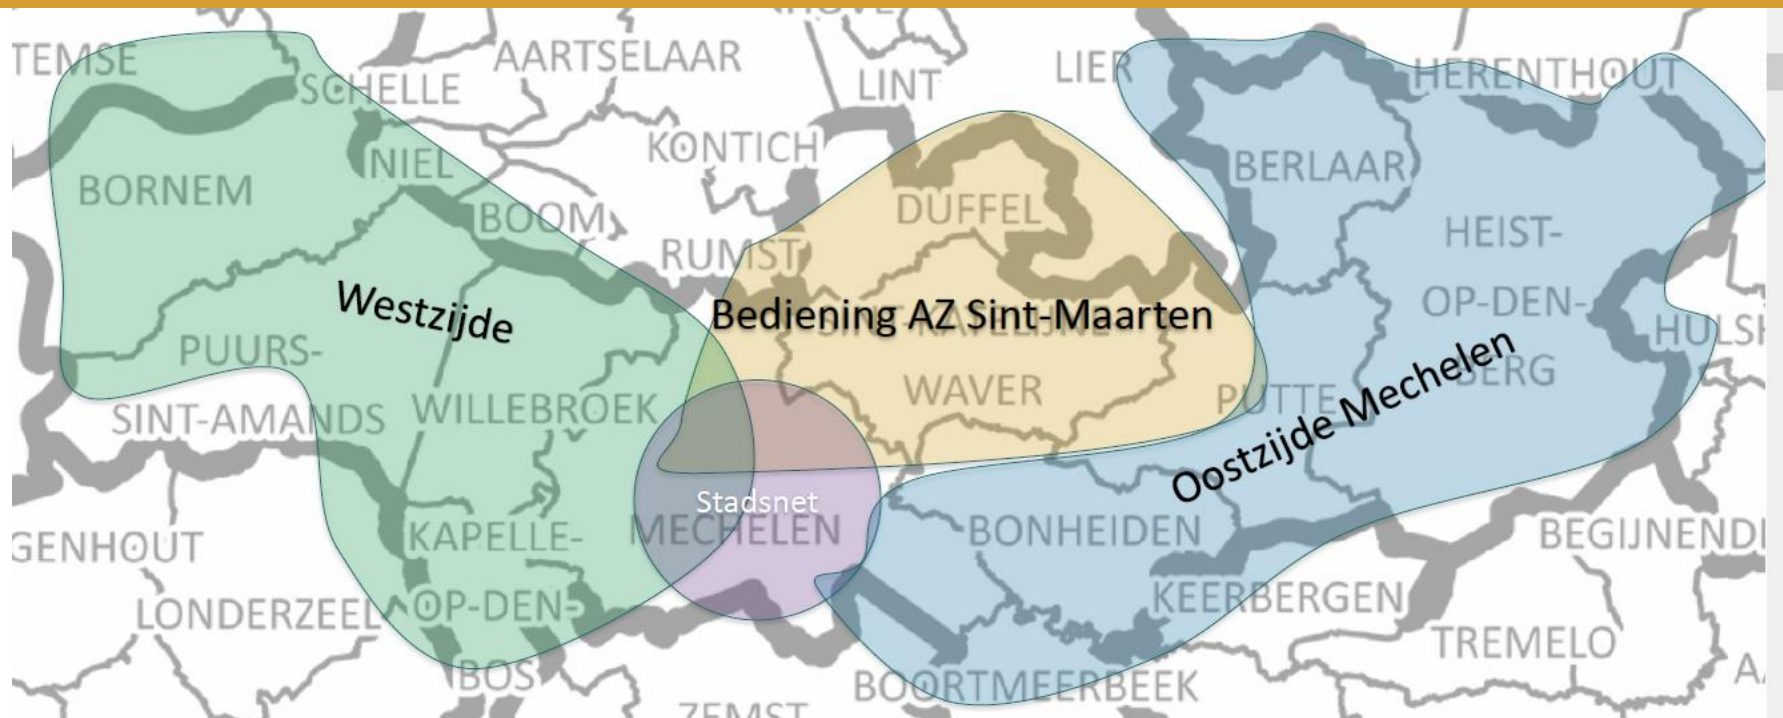 TEMSE
SCHELLE
AARTSELAAR
LINT
LIER
HERENTHOUT
KONTICH
NIEL
BORNEM
BOOM
BERLAAR
DUFFEL
RUMST
HEIST-
OP-DEN-
BERG
Westzijde
Bediening AZ Sint-Maarten
PUURS-
SINT-AMANDS
WILLEBROEK
WAVER
PUTTE
Oostzijde Mechelen
Stadsnet
MECHELEN
BONHEIDEN
KAPELLE-
OP-DEN-
BOS
LONDERZEEL
KEERBERGEN
TREMELO
BOORTMEERBEEK